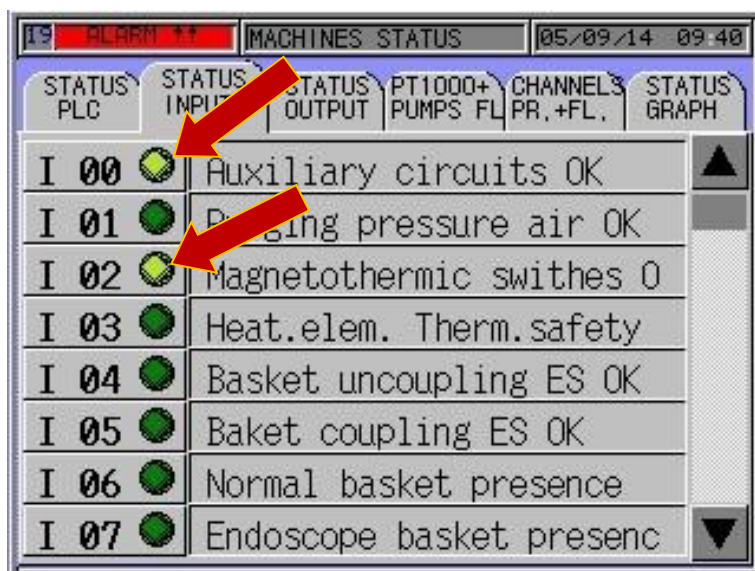 19 ALARM ↑↑ MACHINES STATUS 05/09/14 09:40
STATUS PLC
STATUS INPUT
STATUS OUTPUT
PT1000+ PUMPS FL
CHANNELS PR.+FL.
STATUS GRAPH
I 00 Auxiliary circuits OK
I 01 pressure air OK
I 02 Magnetothermic swithes O
I 03 Heat.elem. Therm.safety
I 04 Basket uncoupling ES OK
I 05 Baket coupling ES OK
I 06 Normal basket presence
I 07 Endoscope basket presenc